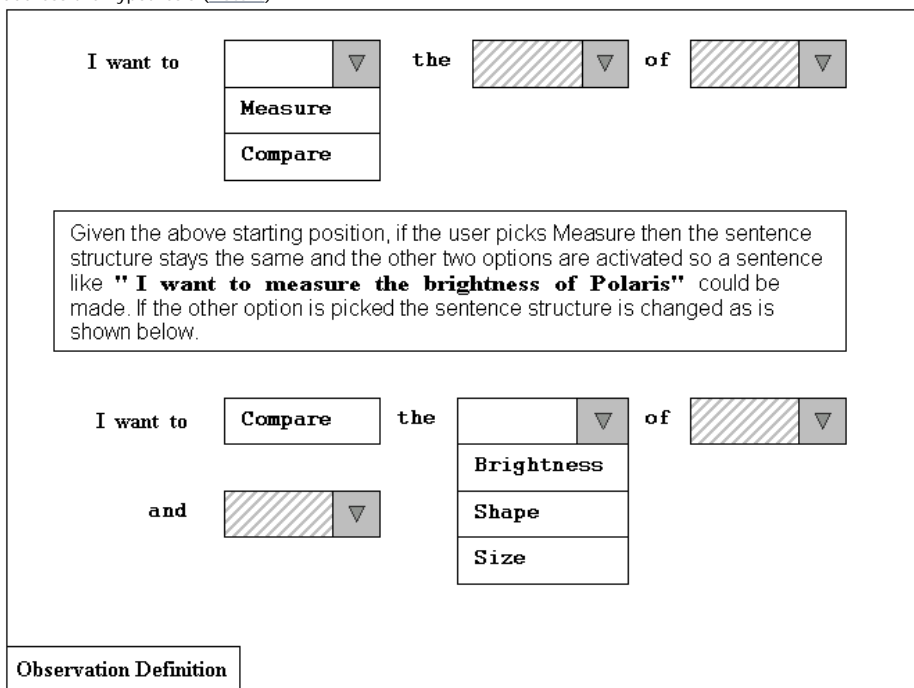 I want to the of
Measure
Compare
Given the above starting position, if the user picks Measure then the sentence
structure stays the same and the other two options are activated so a sentence
like " I want to measure the brightness of Polaris" could be
made. If the other option is picked the sentence structure is changed as is
shown below.
I want to Compare the of
Brightness
and
Shape
Size
Observation Definition